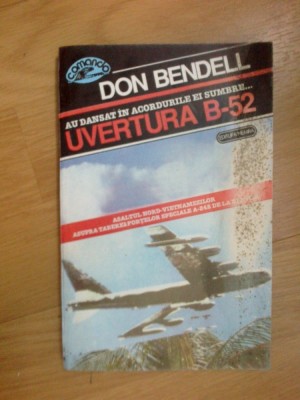 comando
DON BENDELL
AU DANSAT ÎN ACORDURILE EI SUMBRE...
UVERTURA B-52
ASALTUL NORD-VIETNAMEZILOR
ASUPRA TABEREI FORȚELOR SPECIALE A-242 DE LA